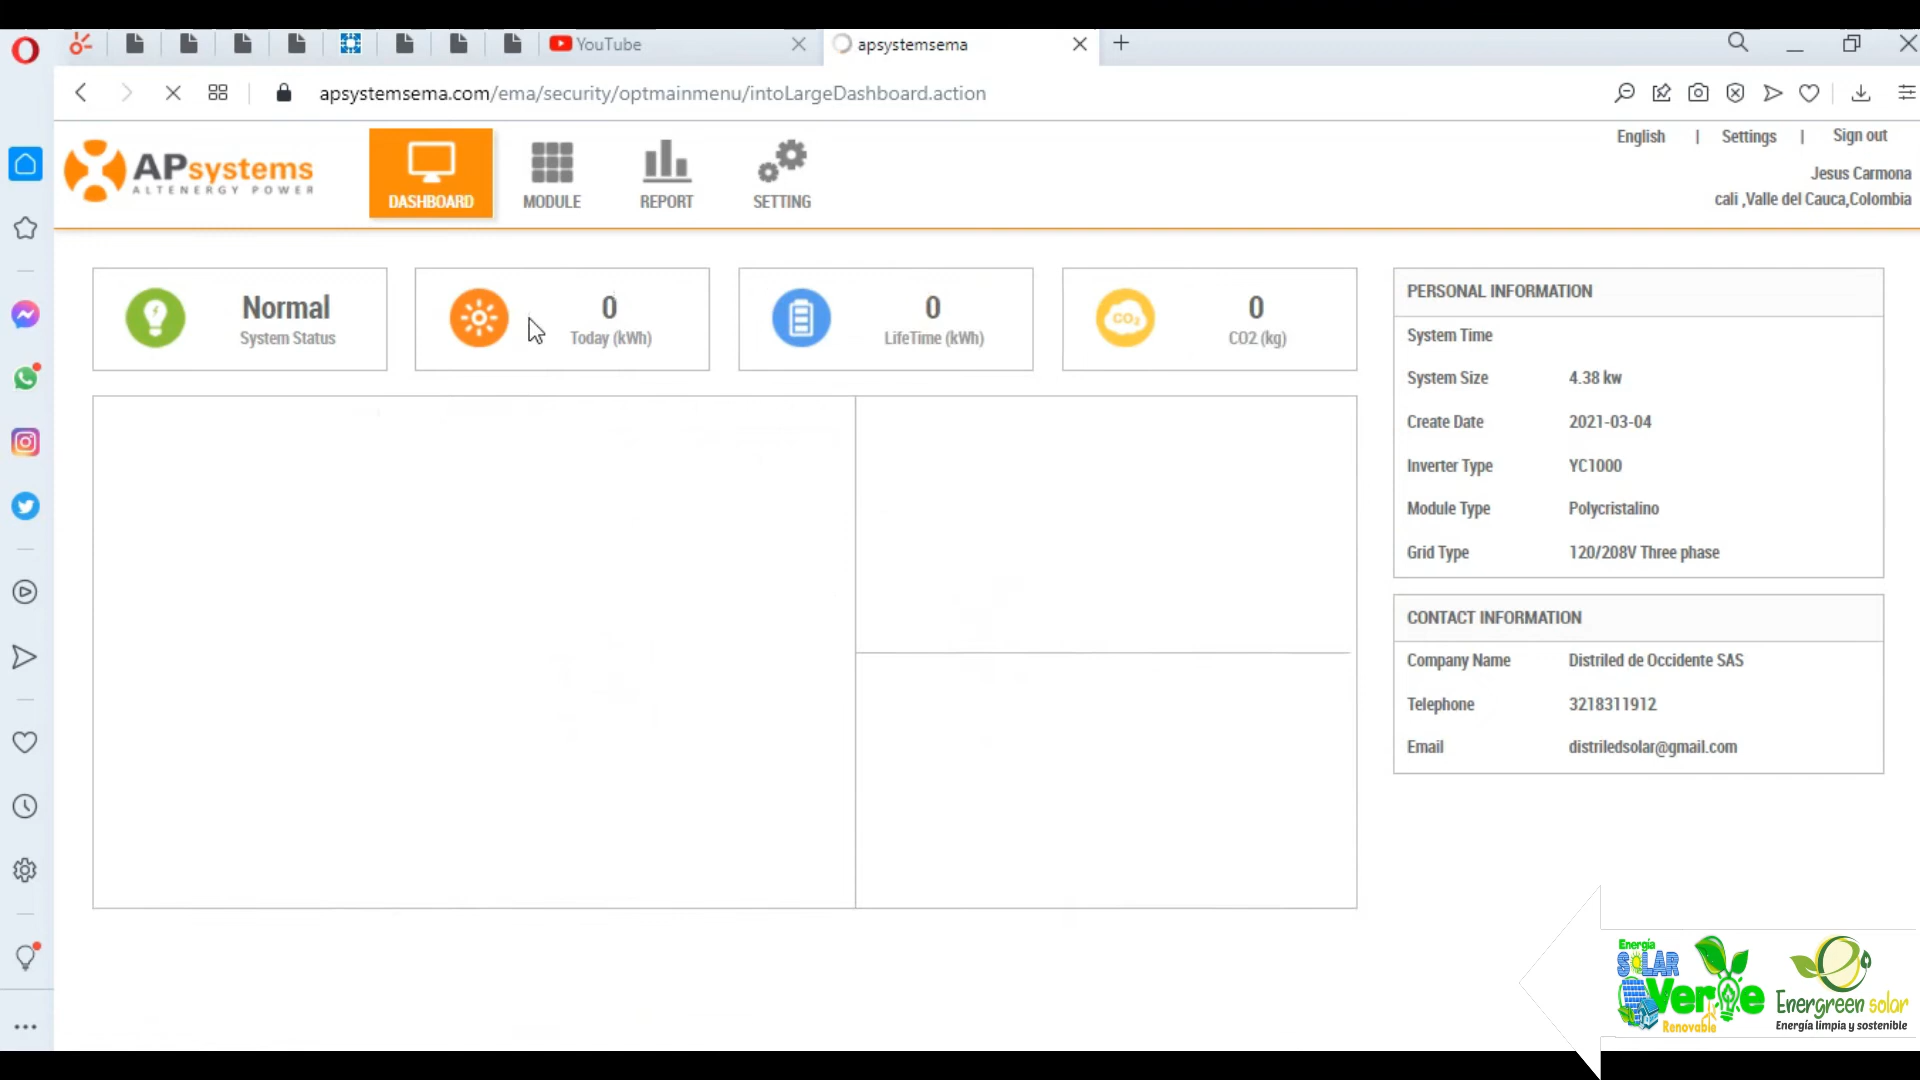 YouTube
apsystemsema
apsystemsema.com/ema/security/optmainmenu/intoLargeDashboard.action
English | Settings | Sign out
APsystems
ALTENERGY POWER
DASHBOARD
MODULE
REPORT
SETTING
Jesus Carmona
cali ,Valle del Cauca,Colombia
Normal
System Status
0
Today (kWh)
0
LifeTime (kWh)
CO2
0
CO2 (kg)
PERSONAL INFORMATION
System Time
System Size 4.38 kw
Create Date 2021-03-04
Inverter Type YC1000
Module Type Polycristalino
Grid Type 120/208V Three phase
CONTACT INFORMATION
Company Name Distriled de Occidente SAS
Telephone 3218311912
Email distriledsolar@gmail.com
Energía
SOLAR
Verde
Renovable
Energreen solar
Energía limpia y sostenible